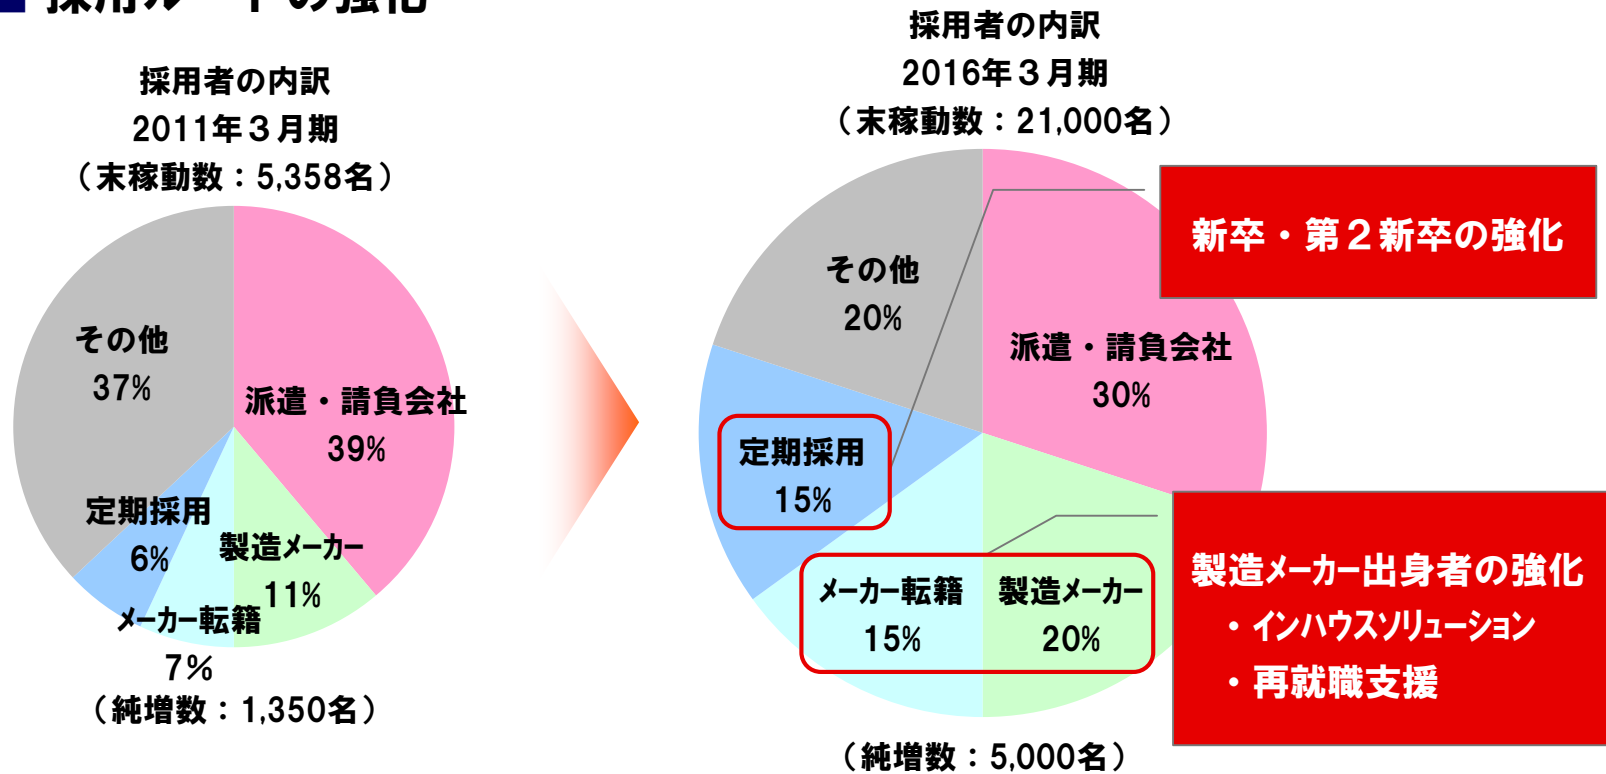 ■ 採用ルートの強化
採用者の内訳
2011年３月期
（末稼動数：5,358名）
その他
37%
派遣・請負会社
39%
定期採用
6%
製造メーカー
11%
メーカー転籍
7%
（純増数：1,350名）
採用者の内訳
2016年３月期
（末稼動数：21,000名）
新卒・第２新卒の強化
その他
20%
派遣・請負会社
30%
定期採用
15%
メーカー転籍
15%
製造メーカー
20%
製造メーカー出身者の強化
・インハウスソリューション
・再就職支援
（純増数：5,000名）